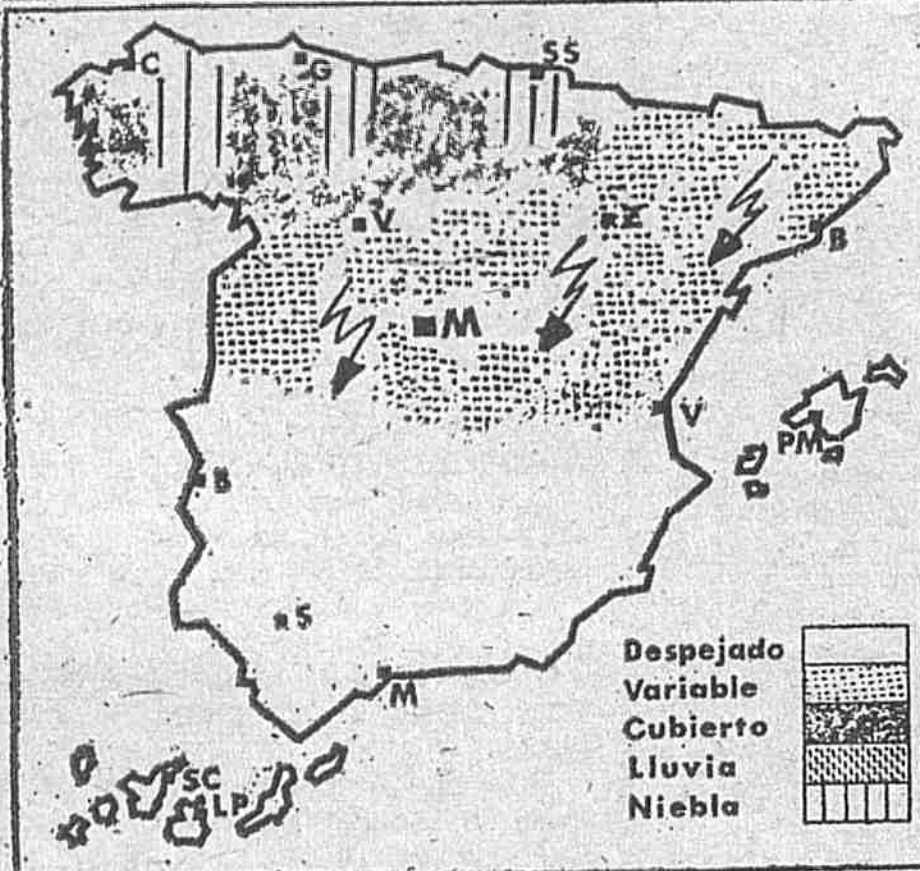 C
G
SS
V
Z
B
M
V
PM
B
S
M
SC
LP
Despejado
Variable
Cubierto
Lluvia
Niebla